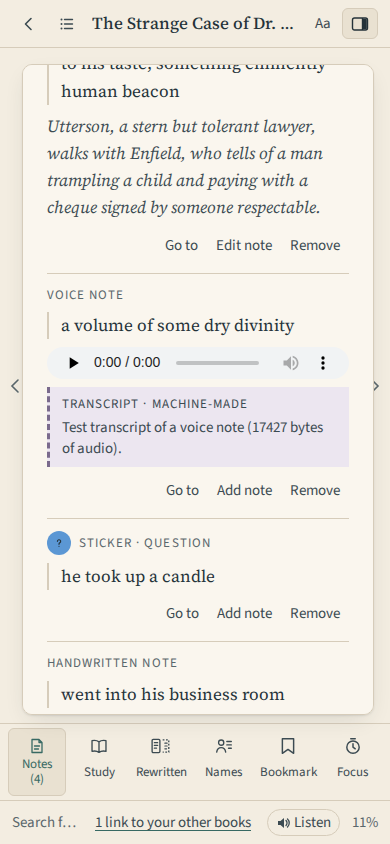 The Strange Case of Dr. ...
Aa
to his taste, something eminently
human beacon
Utterson, a stern but tolerant lawyer,
walks with Enfield, who tells of a man
trampling a child and paying with a
cheque signed by someone respectable.
Go to Edit note Remove
VOICE NOTE
a volume of some dry divinity
0:00 / 0:00
TRANSCRIPT · MACHINE-MADE
Test transcript of a voice note (17427 bytes
of audio).
Go to Add note Remove
? STICKER · QUESTION
he took up a candle
Go to Add note Remove
HANDWRITTEN NOTE
went into his business room
Notes
(4)
Study
Rewritten
Names
Bookmark
Focus
Search f... 1 link to your other books Listen 11%